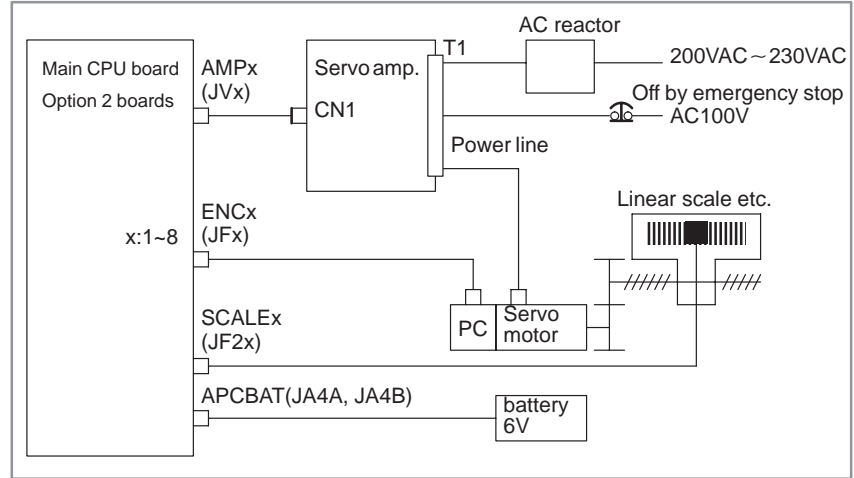 AC reactor
T1
200VAC～230VAC
Main CPU board
Option 2 boards
AMPx
(JVx)
Servo amp.
CN1
Off by emergency stop
AC100V
Power line
Linear scale etc.
ENCx
(JFx)
x:1~8
SCALEx
(JF2x)
PC
Servo
motor
APCBAT(JA4A, JA4B)
battery
6V